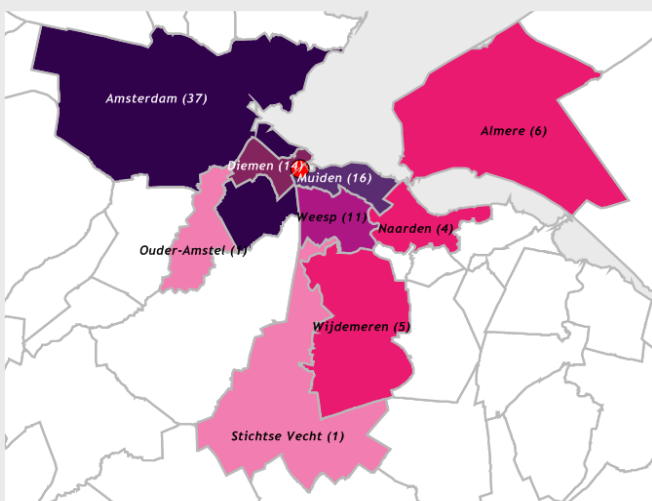 Amsterdam (37)
Almere (6)
Diemen (14)
Muiden (16)
Weesp (11)
Naarden (4)
Ouder-Amstel (1)
Wijdemeren (5)
Stichtse Vecht (1)